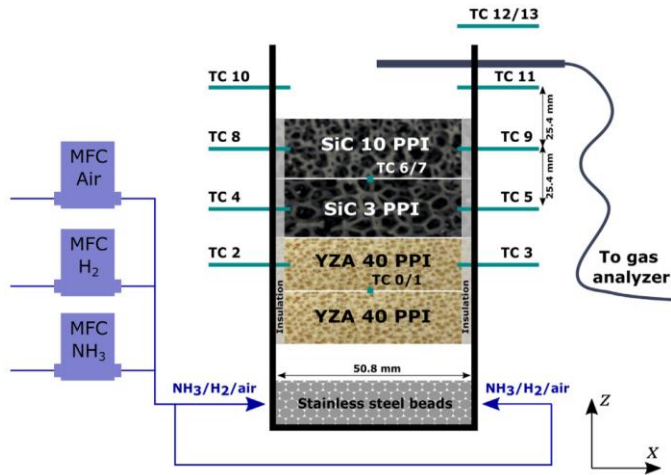 TC 12/13
TC 10
TC 11
25.4 mm
SiC 10 PPI
TC 8
TC 9
MFC
Air
TC 6/7
25.4 mm
SiC 3 PPI
TC 4
TC 5
MFC
H2
YZA 40 PPI
TC 2
TC 3
To gas
analyzer
TC 0/1
Insulation
YZA 40 PPI
Insulation
MFC
NH3
50.8 mm
NH3/H2/air
NH3/H2/air
Stainless steel beads
Z
X